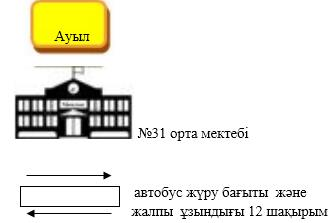 Ауыл
№31 орта мектебі
автобус жүру бағыты және
жалпы ұзындығы 12 шақырым